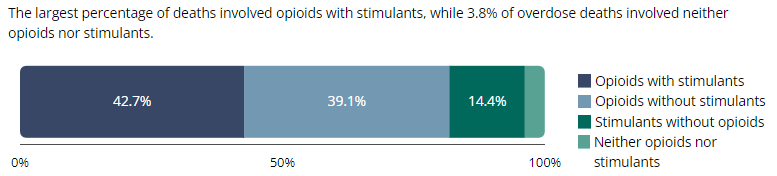 The largest percentage of deaths involved opioids with stimulants, while 3.8% of overdose deaths involved neither
opioids nor stimulants.
42.7%
39.1%
14.4%
Opioids with stimulants
Opioids without stimulants
Stimulants without opioids
Neither opioids nor
stimulants
0%
50%
100%